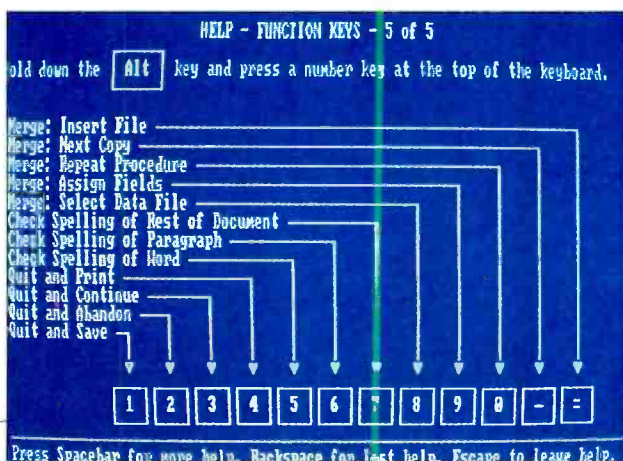 HELP - FUNCTION KEYS - 5 of 5
old down the Alt key and press a number key at the top of the keyboard.
Merge: Insert File
Merge: Next Copy
Merge: Repeat Procedure
Merge: Assign Fields
Merge: Select Data File
Check Spelling of Rest of Document
Check Spelling of Paragraph
Check Spelling of Word
Quit and Print
Quit and Continue
Quit and Abandon
Quit and Save
1 2 3 4 5 6 7 8 9 0 - =
Press Spacebar for more help, Backspace for last help, Escape to leave help.